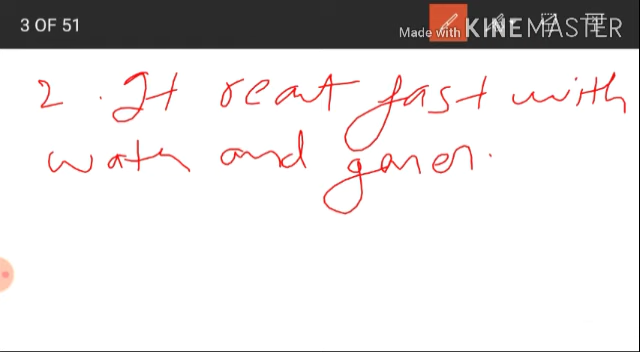 3 OF 51
Made with KINEMASTER
2. It react fast with
water and gases.